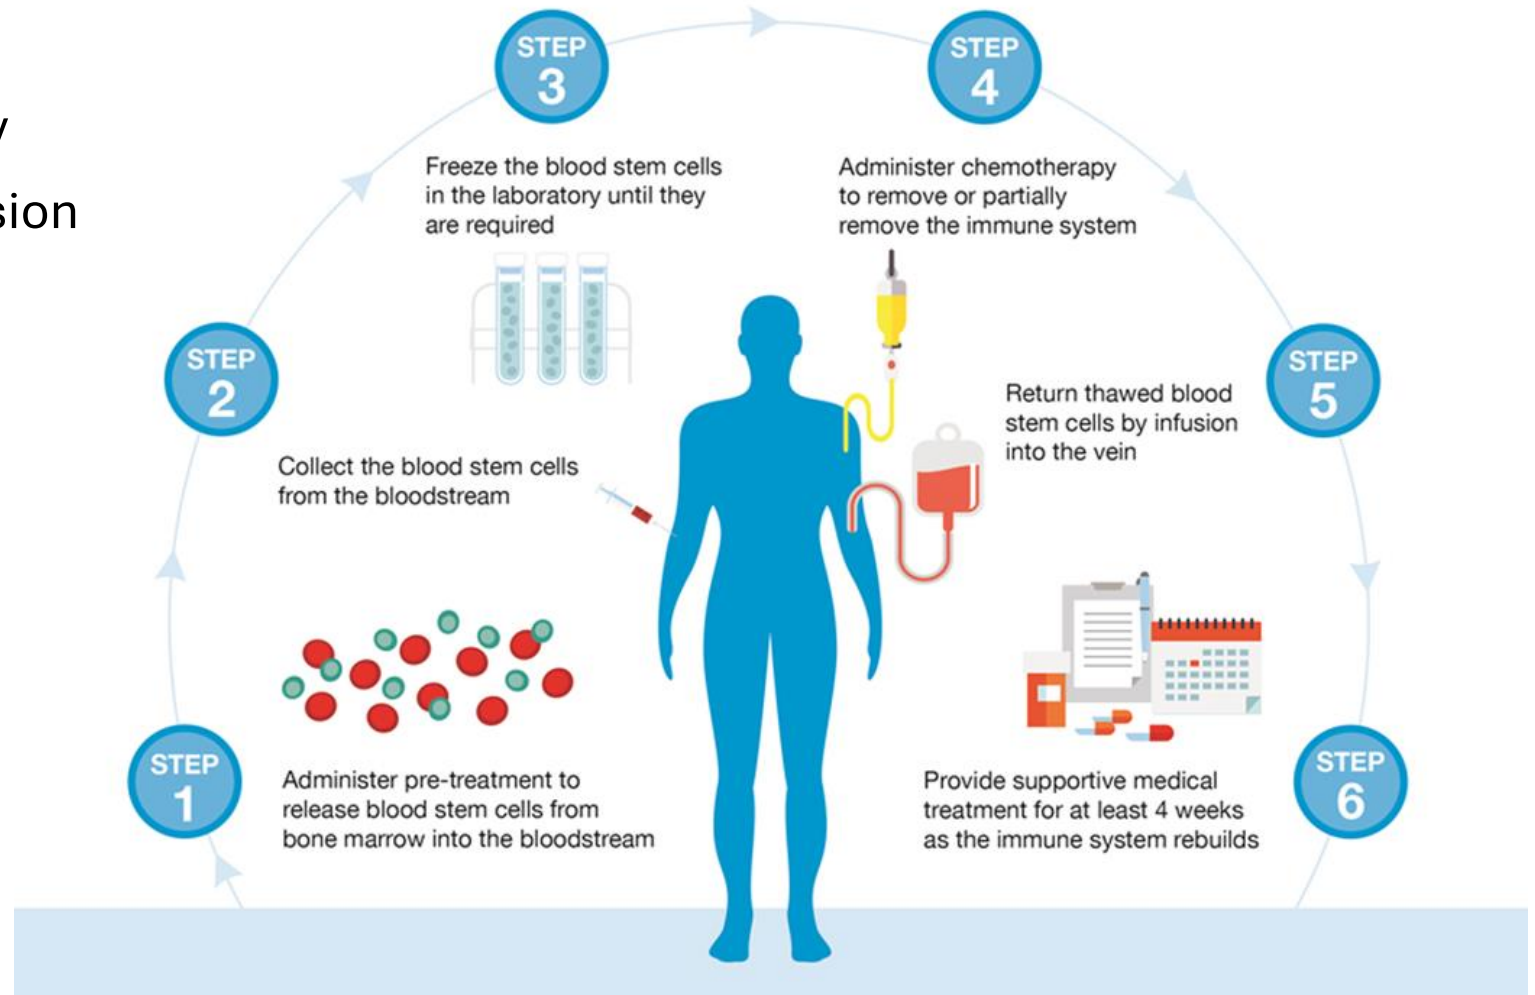 STEP
3
STEP
4
Freeze the blood stem cells
in the laboratory until they
are required
Administer chemotherapy
to remove or partially
remove the immune system
STEP
2
STEP
5
Return thawed blood
stem cells by infusion
into the vein
Collect the blood stem cells
from the bloodstream
STEP
1
Administer pre-treatment to
release blood stem cells from
bone marrow into the bloodstream
Provide supportive medical
treatment for at least 4 weeks
as the immune system rebuilds
STEP
6